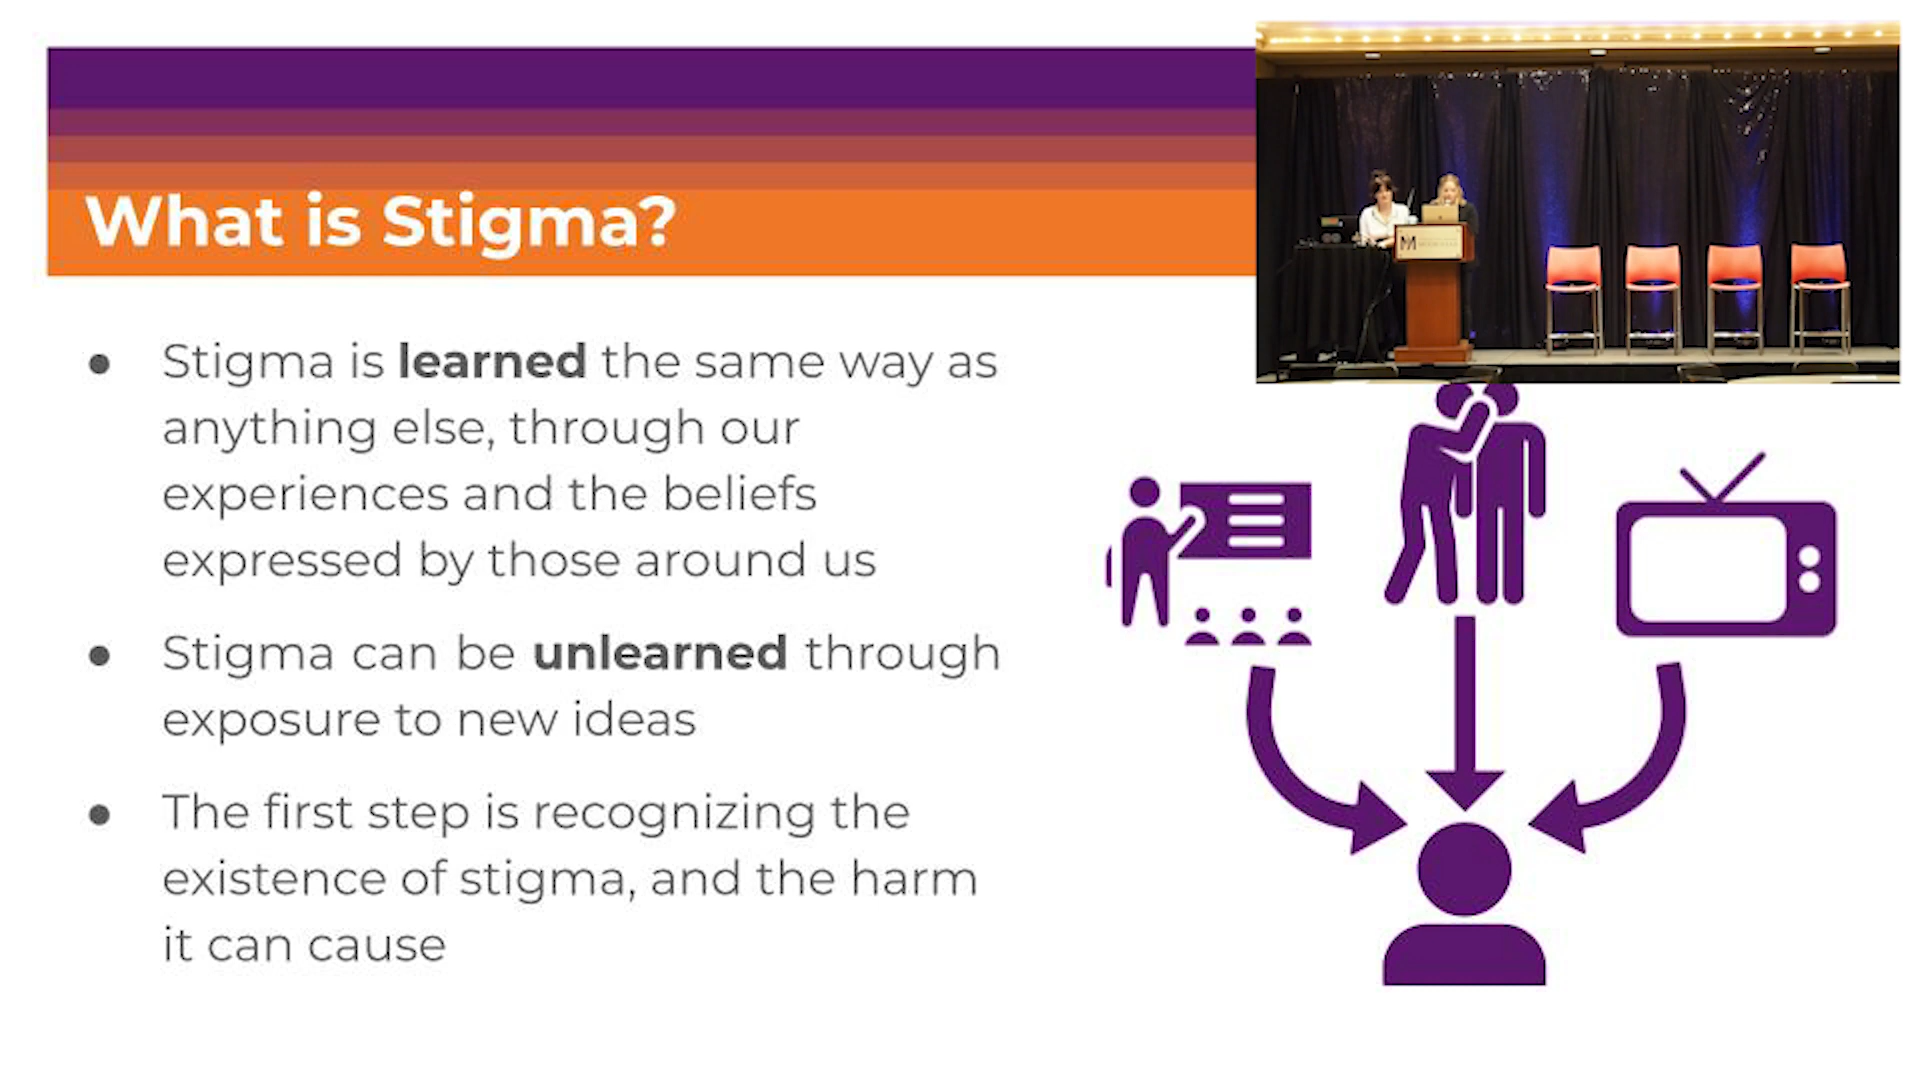 What is Stigma?
● Stigma is learned the same way as
anything else, through our
experiences and the beliefs
expressed by those around us
● Stigma can be unlearned through
exposure to new ideas
● The first step is recognizing the
existence of stigma, and the harm
it can cause